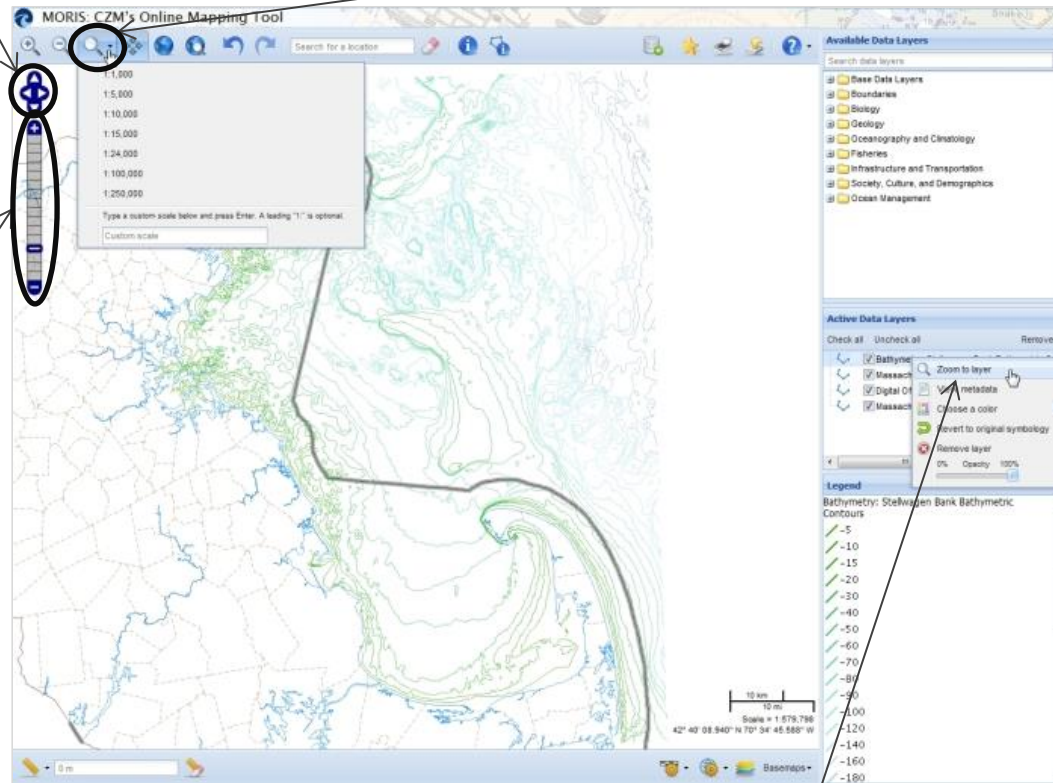 MORIS: CZM's Online Mapping Tool
Search for a location
1:1,000
1:5,000
1:10,000
1:15,000
1:24,000
1:100,000
1:250,000
Type a custom scale below and press Enter. A leading "1:" is optional.
Custom scale
Available Data Layers
Search data layers
Base Data Layers
Boundaries
Biology
Geology
Oceanography and Climatology
Fisheries
Infrastructure and Transportation
Society, Culture, and Demographics
Ocean Management
Active Data Layers
Check all Uncheck all Remove
Bathyme
Massach
Digital Of
Massach
Zoom to layer
View metadata
Choose a color
Revert to original symbology
Remove layer
0% Opacity 100%
Legend
Bathymetry: Stellwagen Bank Bathymetric
Contours
-5
-10
-15
-20
-30
-40
-50
-60
-70
-80
-90
-100
-120
-140
-160
-180
10 km
10 mi
Scale = 1:579,798
42° 40' 08.940" N 70° 34' 45.588" W
0 m
Basemaps